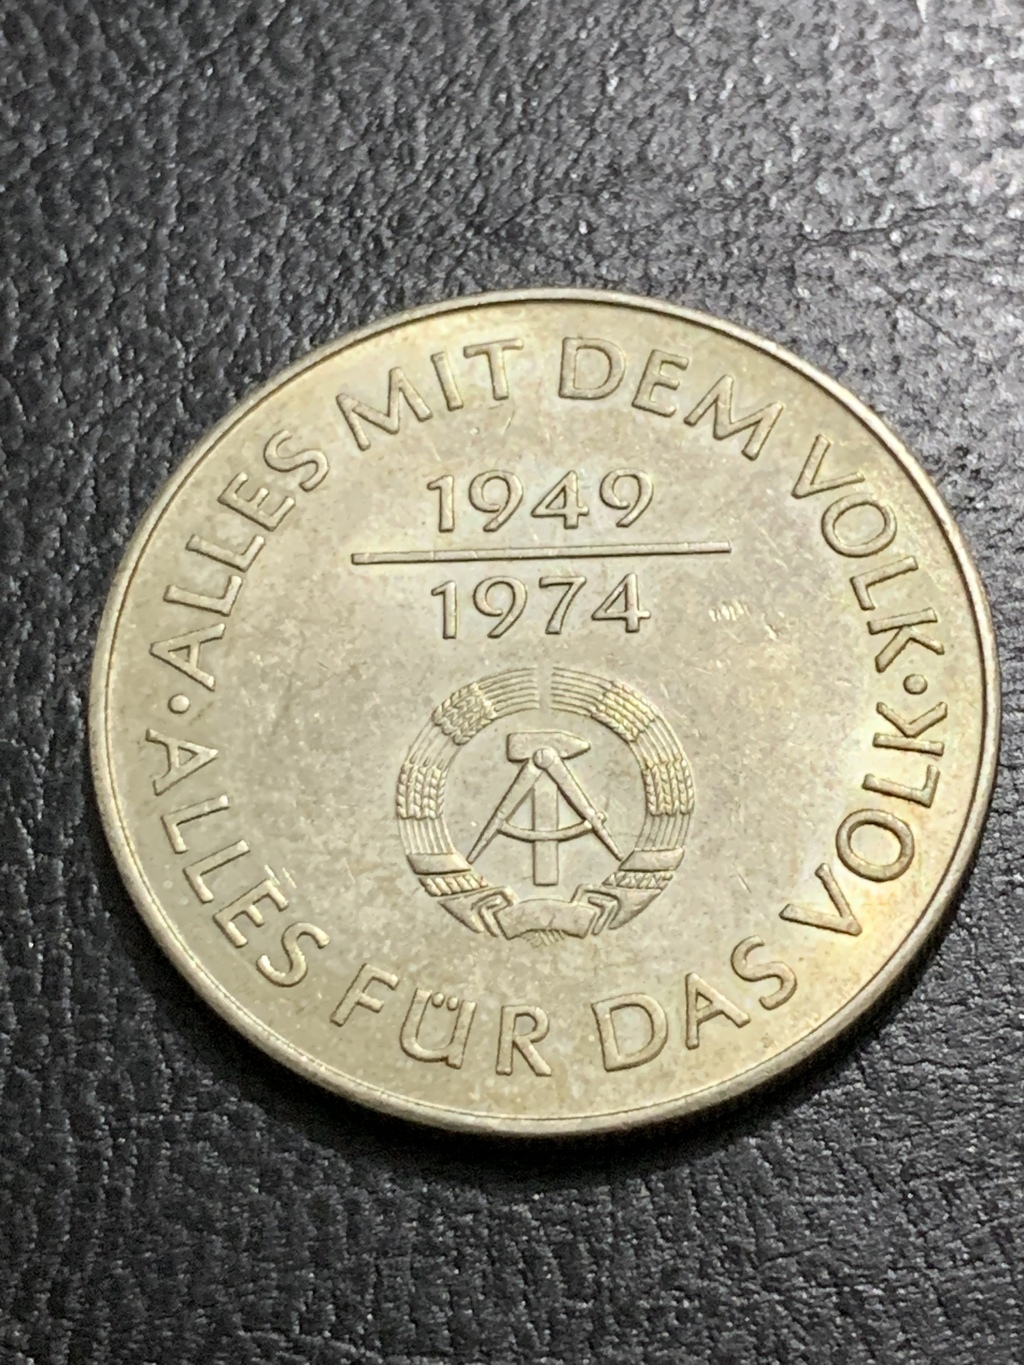 ALLES MIT DEM VOLK ·
ALLES FÜR DAS VOLK ·
1949
1974